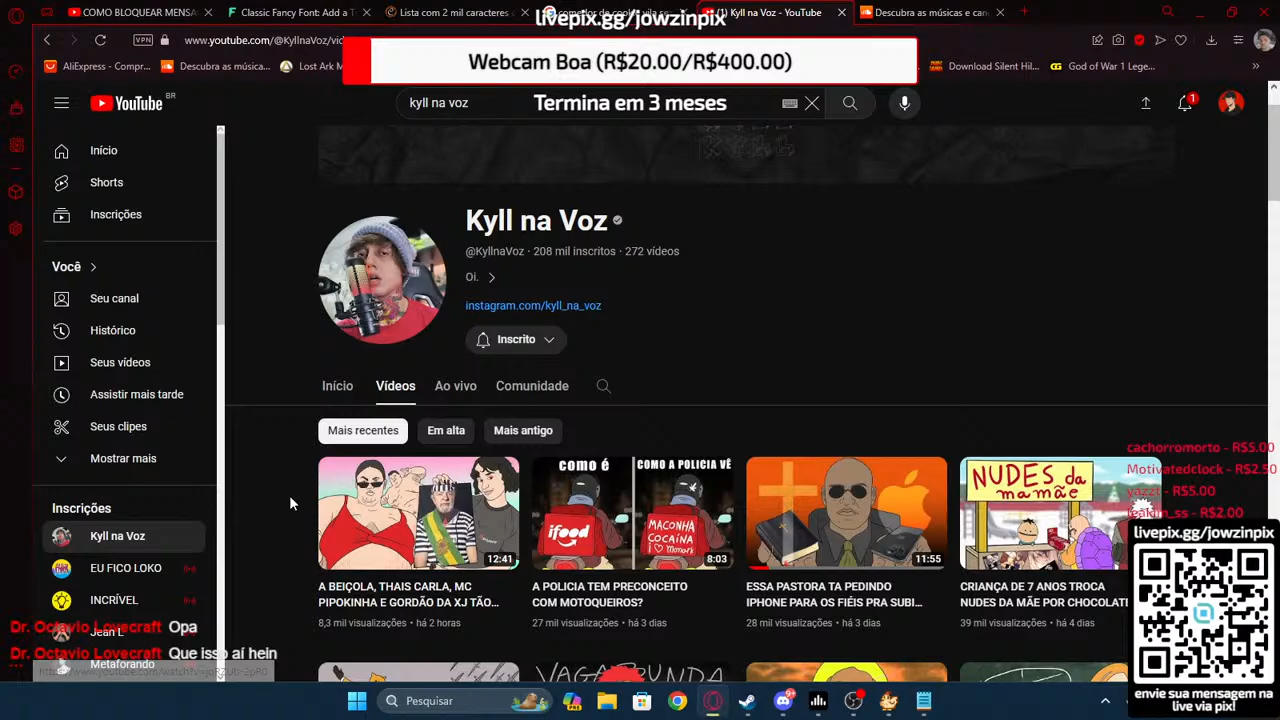 COMO BLOQUEAR MENSA
Classic Fancy Font: Add a T
Lista com 2 mil caracteres
(1) Kyll na Voz - YouTube
Descubra as músicas e can
livepix.gg/jowzinpix
VPN
www.youtube.com/@KyllnaVoz/vid
Webcam Boa (R$20.00/R$400.00)
AliExpress - Compr...
Descubra as música...
Lost Ark M
Download Silent Hil...
God of War 1 Lege...
YouTube
BR
kyll na voz
Termina em 3 meses
1
Início
Shorts
Inscrições
Você
Seu canal
Histórico
Seus vídeos
Assistir mais tarde
Seus clipes
Mostrar mais
Inscrições
Kyll na Voz
EU FICO LOKO
INCRÍVEL
Jean L
Metaforando
Kyll na Voz
@KyllnaVoz · 208 mil inscritos · 272 vídeos
Oi.
instagram.com/kyll_na_voz
Inscrito
Início
Vídeos
Ao vivo
Comunidade
Mais recentes
Em alta
Mais antigo
12:41
A BEIÇOLA, THAIS CARLA, MC
PIPOKINHA E GORDÃO DA XJ TÃO...
8,3 mil visualizações · há 2 horas
como é
COMO A POLICIA VÊ
ifood
MACONHA
COCAÍNA
I ♥ Monark
8:03
A POLICIA TEM PRECONCEITO
COM MOTOQUEIROS?
27 mil visualizações · há 3 dias
11:55
ESSA PASTORA TA PEDINDO
IPHONE PARA OS FIÉIS PRA SUBI...
28 mil visualizações · há 3 dias
NUDES da
mamãe
CRIANÇA DE 7 ANOS TROCA
NUDES DA MÃE POR CHOCOLATE
39 mil visualizações · há 4 dias
VAGABUNDA
cachorromorto - R$5.00
Motivatedclock - R$2.50
yazzt - R$5.00
livepix.gg/jowzinpix
envie sua mensagem na
live via pix!
Dr. Octavio Lovecraft Opa
Dr. Octavio Lovecraft Que isso aí hein
Pesquisar
PRE